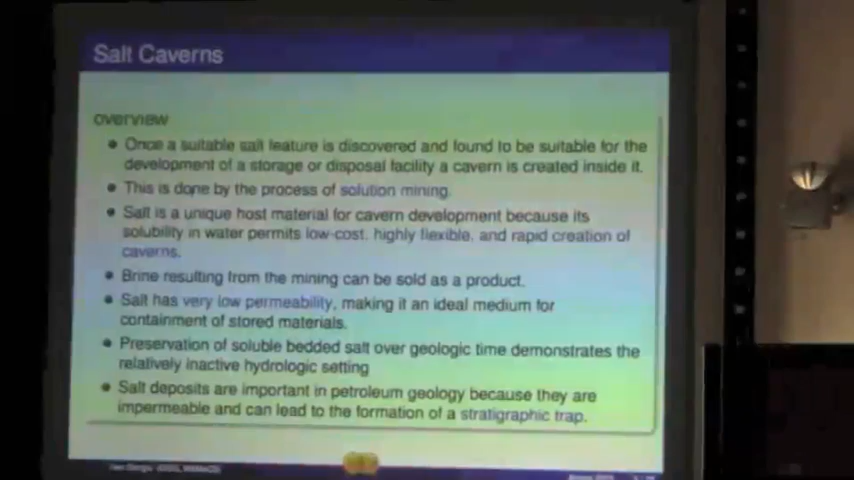 Salt Caverns
overview
• Once a suitable salt feature is discovered and found to be suitable for the
development of a storage or disposal facility a cavern is created inside it.
• This is done by the process of solution mining.
• Salt is a unique host material for cavern development because its
solubility in water permits low-cost, highly flexible, and rapid creation of
caverns.
• Brine resulting from the mining can be sold as a product.
• Salt has very low permeability, making it an ideal medium for
containment of stored materials.
• Preservation of soluble bedded salt over geologic time demonstrates the
relatively inactive hydrologic setting
• Salt deposits are important in petroleum geology because they are
impermeable and can lead to the formation of a stratigraphic trap.